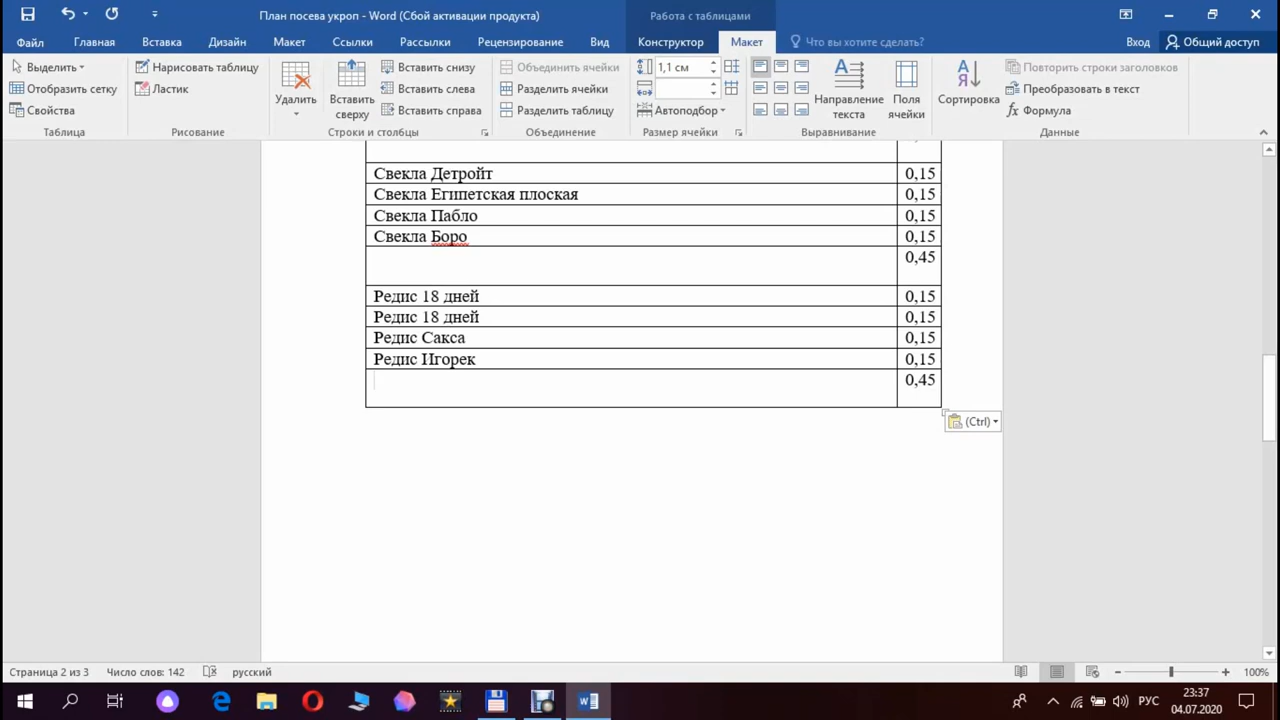 План посева укроп - Word (Сбой активации продукта)
Работа с таблицами
Файл
Главная
Вставка
Дизайн
Макет
Ссылки
Рассылки
Рецензирование
Вид
Конструктор
Макет
Что вы хотите сделать?
Вход
Общий доступ
Выделить
Отобразить сетку
Свойства
Таблица
Нарисовать таблицу
Ластик
Рисование
Удалить
Вставить сверху
Вставить снизу
Вставить слева
Вставить справа
Строки и столбцы
Объединить ячейки
Разделить ячейки
Разделить таблицу
Объединение
1,1 см
Автоподбор
Размер ячейки
Направление текста
Поля ячейки
Выравнивание
Сортировка
Повторить строки заголовков
Преобразовать в текст
Формула
Данные
Свекла Детройт 0,15
Свекла Египетская плоская 0,15
Свекла Пабло 0,15
Свекла Боро 0,15
0,45
Редис 18 дней 0,15
Редис 18 дней 0,15
Редис Сакса 0,15
Редис Игорек 0,15
0,45
(Ctrl)
Страница 2 из 3
Число слов: 142
русский
100%
РУС
23:37
04.07.2020